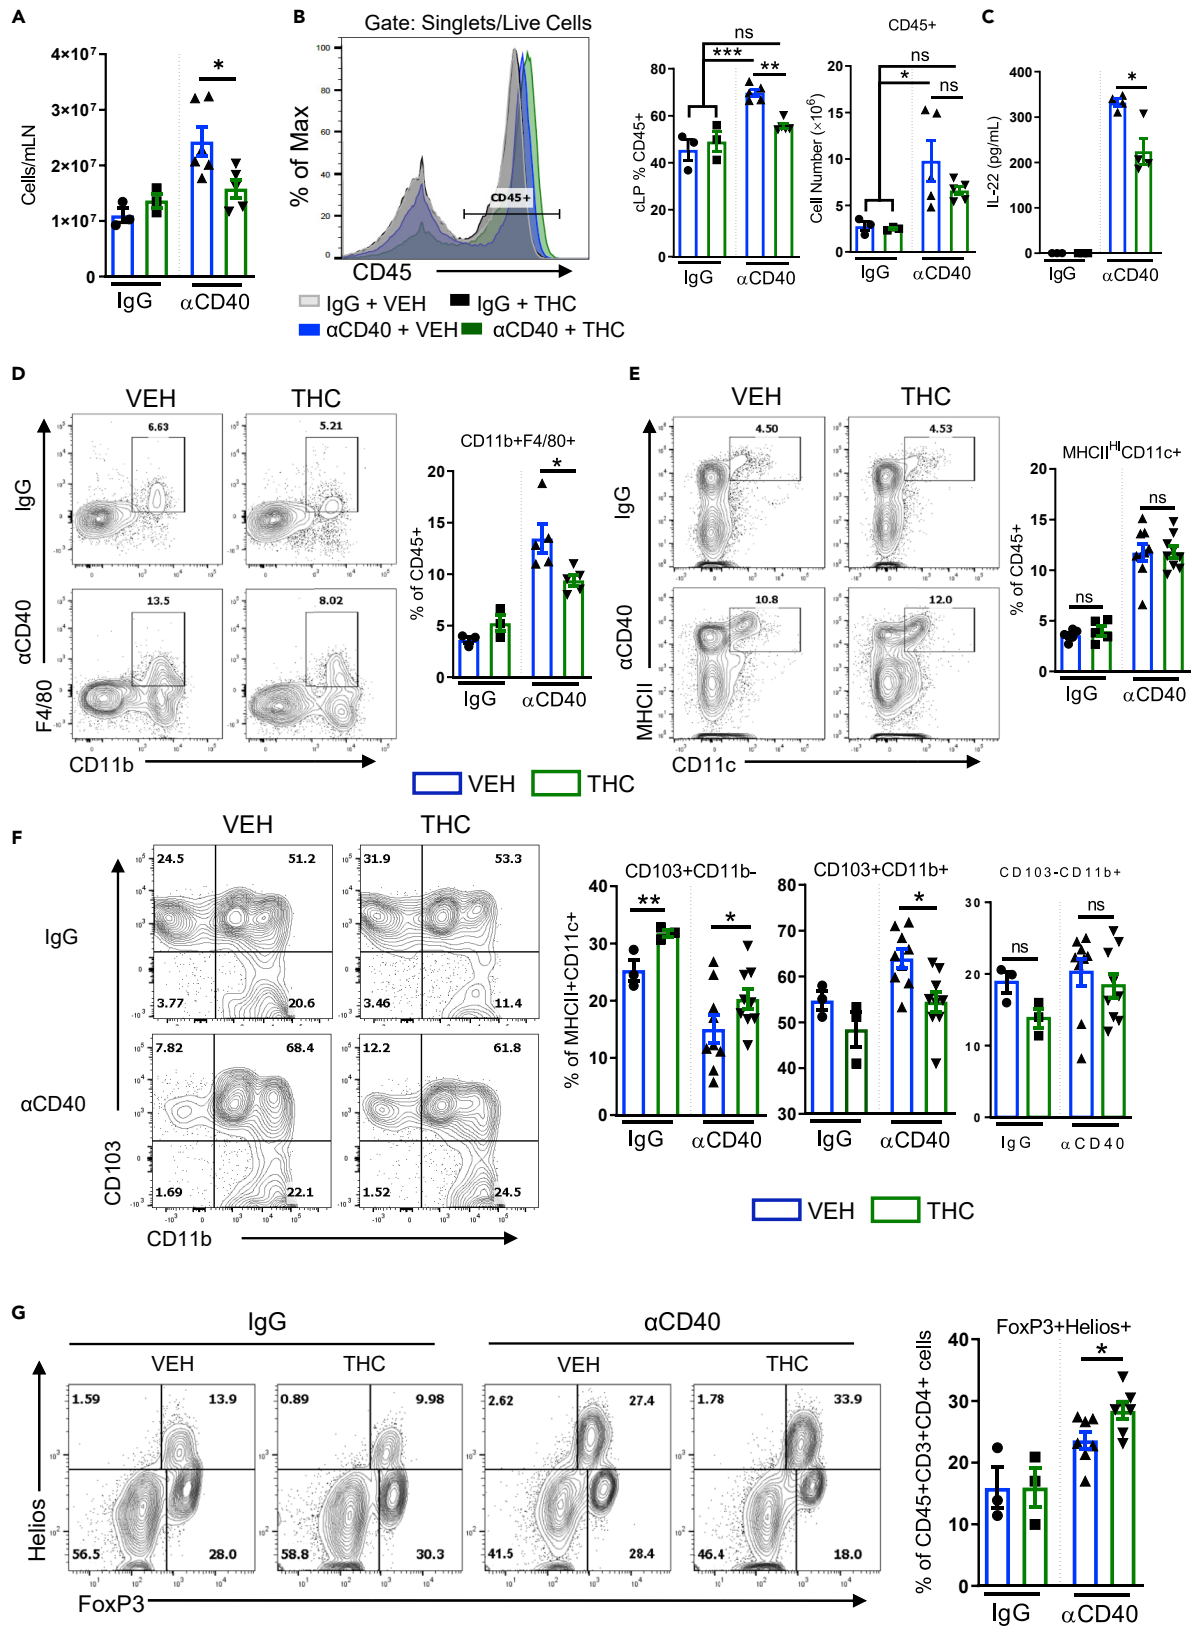 A
4×10⁷
3×10⁷
2×10⁷
1×10⁷
0
Cells/mLN
*
IgG
αCD40
B
Gate: Singlets/Live Cells
100
80
60
40
20
0
% of Max
CD45+
CD45
IgG + VEH
IgG + THC
αCD40 + VEH
αCD40 + THC
ns
***
**
80
60
40
20
0
cLP % CD45+
IgG
αCD40
CD45+
ns
*
ns
20
15
10
5
0
Cell Number (×10⁶)
IgG
αCD40
C
*
400
300
200
100
0
IL-22 (pg/mL)
IgG
αCD40
D
VEH
THC
6.63
5.21
IgG
13.5
8.02
αCD40
F4/80
CD11b
CD11b+F4/80+
*
20
15
10
5
0
% of CD45+
IgG
αCD40
E
VEH
THC
4.50
4.53
IgG
10.8
12.0
αCD40
MHCII
CD11c
MHCIIᴴᴵCD11c+
ns
ns
20
15
10
5
0
% of CD45+
IgG
αCD40
VEH
THC
F
VEH
THC
24.5
51.2
31.9
53.3
3.77
20.6
3.46
11.4
IgG
7.82
68.4
12.2
61.8
1.69
22.1
1.52
24.5
αCD40
CD103
CD11b
CD103+CD11b-
**
*
40
30
20
10
0
% of MHCII+CD11c+
IgG
αCD40
CD103+CD11b+
*
80
70
60
50
40
30
IgG
αCD40
CD103-CD11b+
ns
ns
30
20
10
0
IgG
αCD40
VEH
THC
G
IgG
αCD40
VEH
THC
VEH
THC
1.59
13.9
0.89
9.98
2.62
27.4
1.78
33.9
56.5
28.0
58.8
30.3
41.5
28.4
46.4
18.0
Helios
FoxP3
FoxP3+Helios+
*
40
30
20
10
0
% of CD45+CD3+CD4+ cells
IgG
αCD40